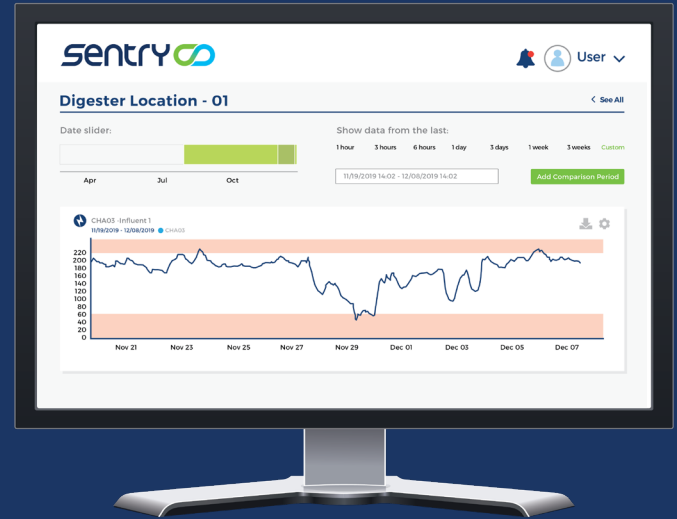 SentrY
User
Digester Location - 01
< See All
Date slider:
Show data from the last:
1 hour 3 hours 6 hours 1 day 3 days 1 week 3 weeks Custom
11/19/2019 14:02 - 12/08/2019 14:02
Add Comparison Period
Apr Jul Oct
CHA03 -Influent 1
11/19/2019 - 12/08/2019 CHA03
220
200
180
160
140
120
100
80
60
40
20
0
Nov 21 Nov 23 Nov 25 Nov 27 Nov 29 Dec 01 Dec 03 Dec 05 Dec 07